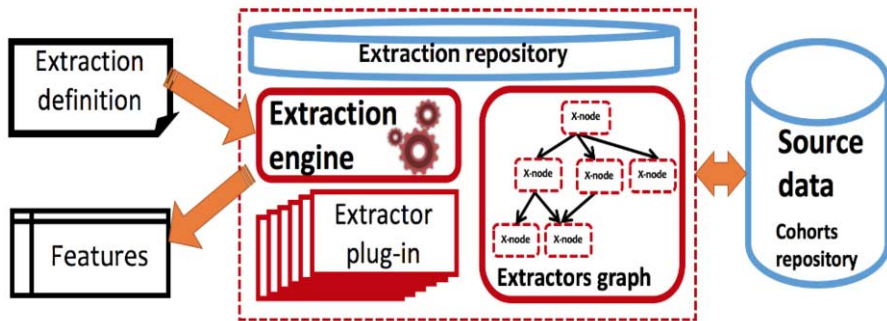 Extraction
definition
Features
Extraction repository
Extraction
engine
Extractor
plug-in
X-node
X-node
X-node
X-node
X-node
X-node
Extractors graph
Source
data
Cohorts
repository